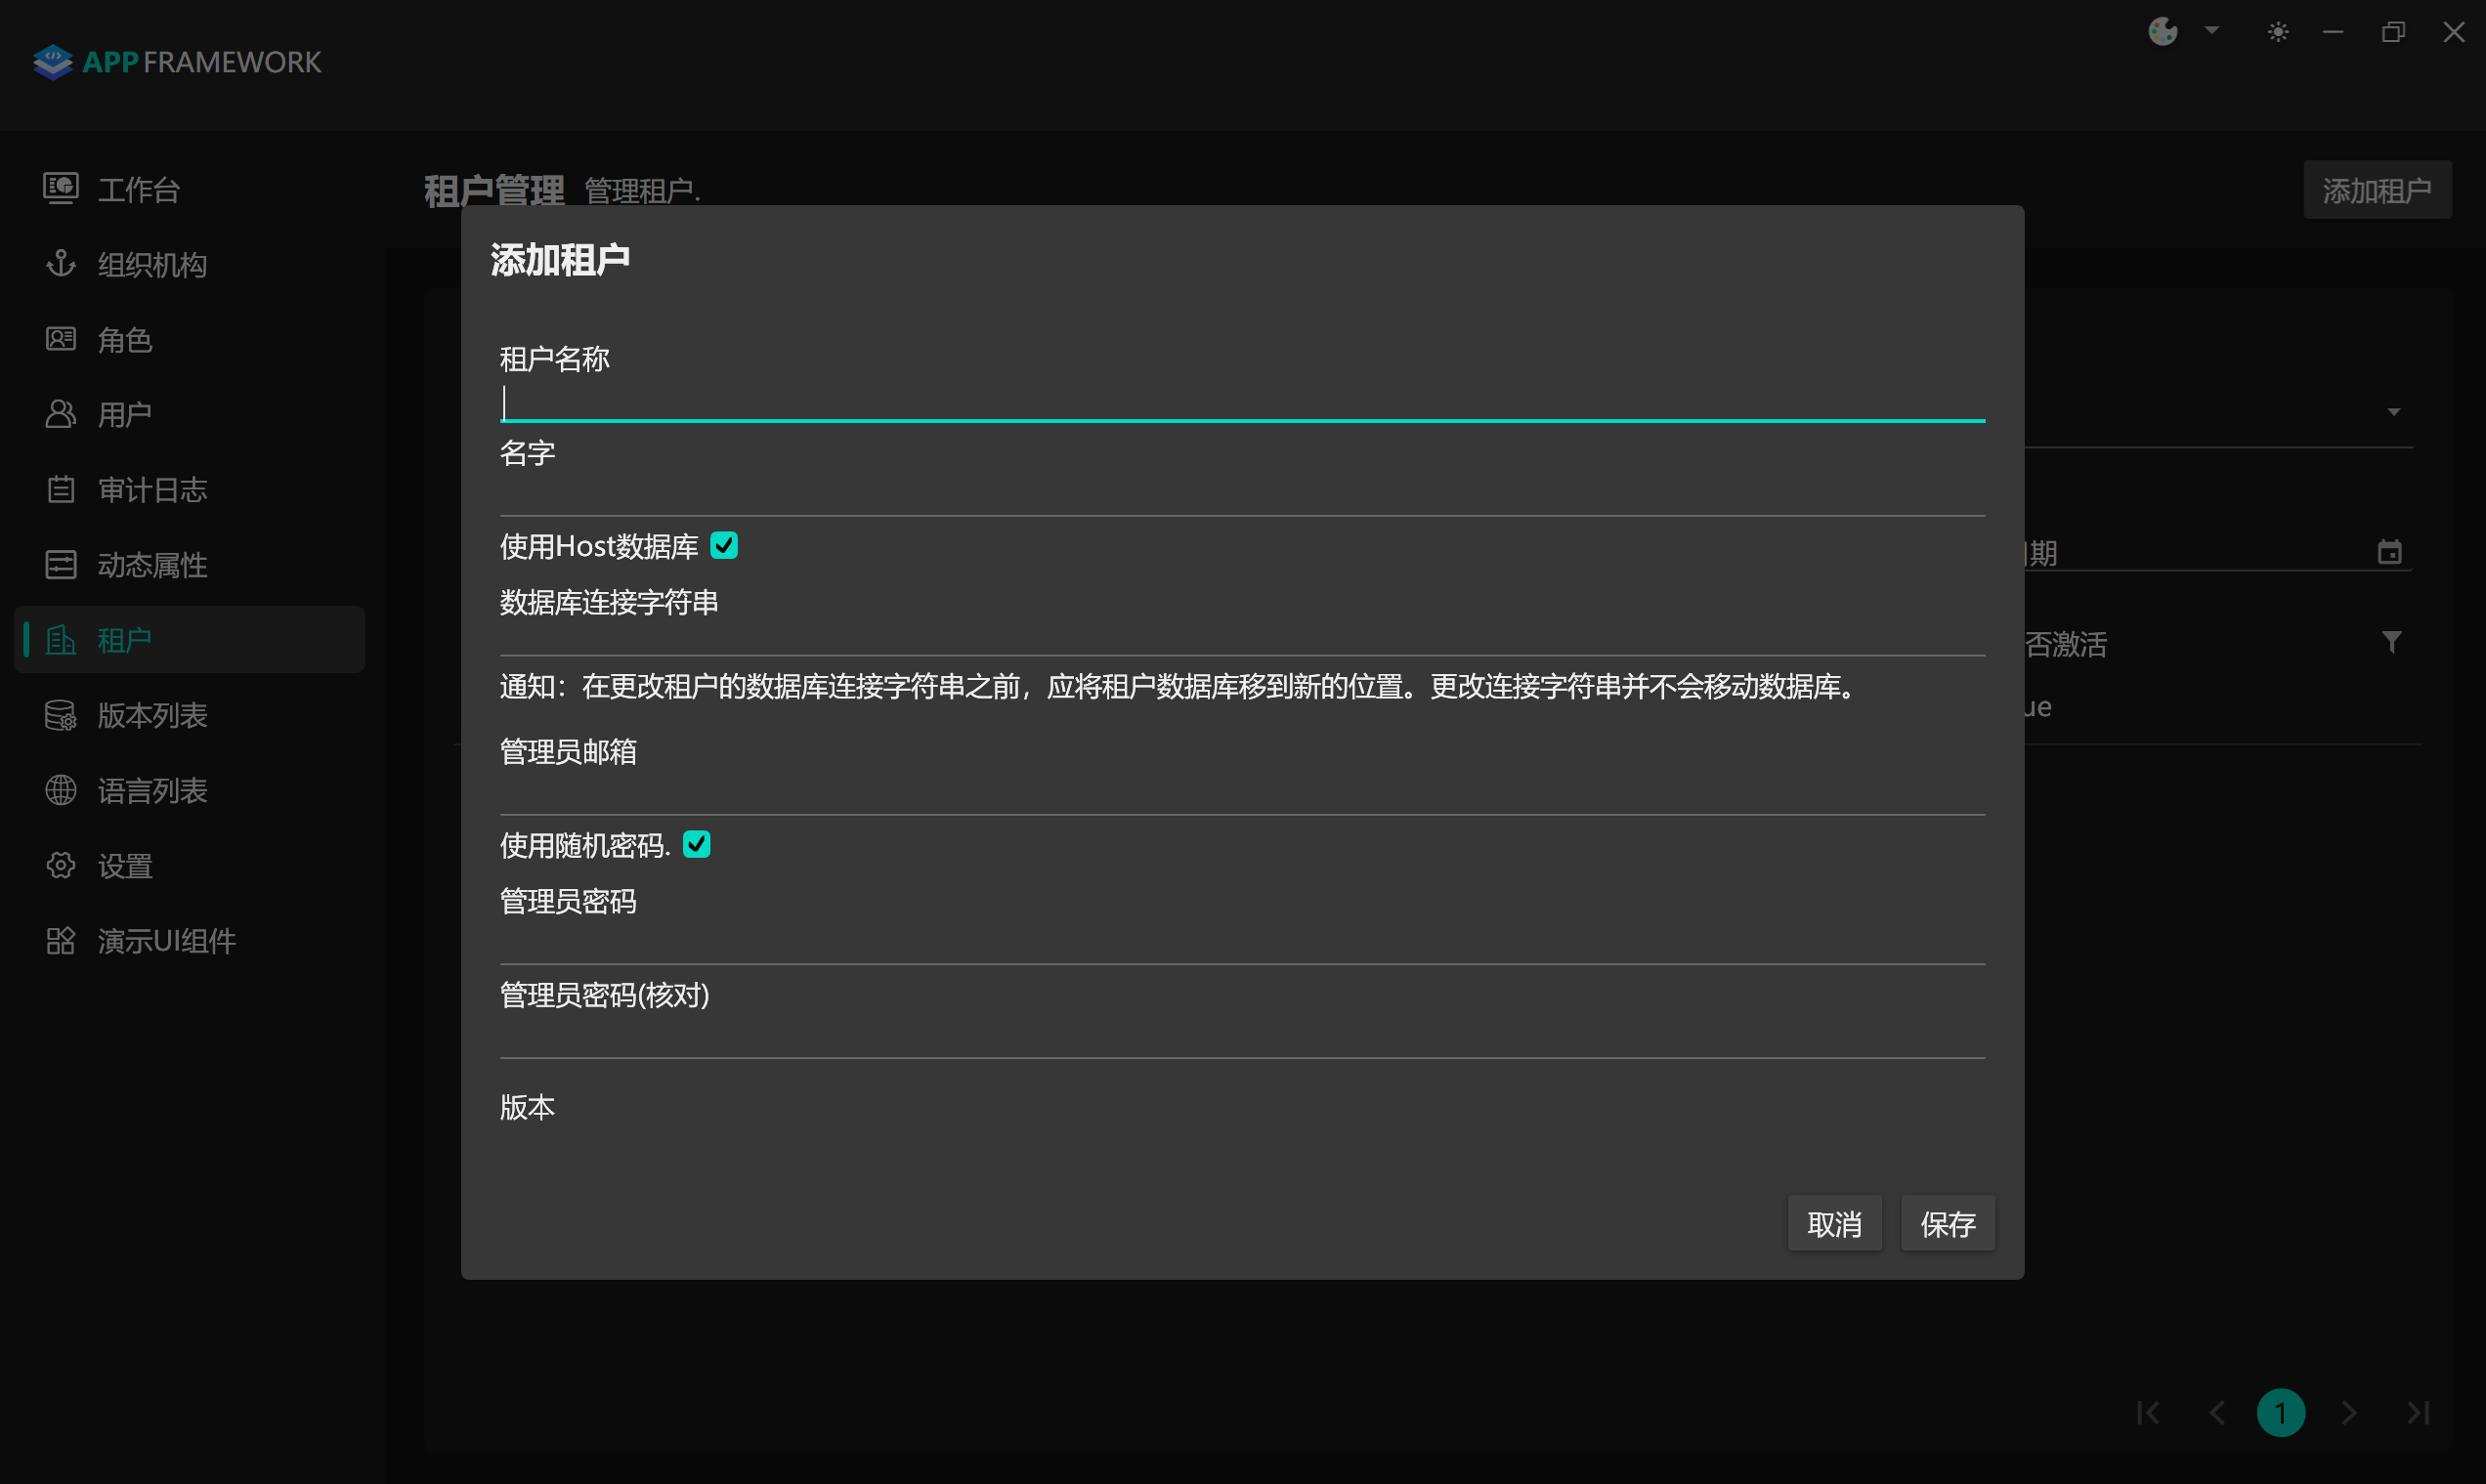 APP FRAMEWORK
工作台
组织机构
角色
用户
审计日志
动态属性
租户
版本列表
语言列表
设置
演示UI组件
租户管理 管理租户.
添加租户
添加租户
租户名称
名字
使用Host数据库
数据库连接字符串
通知：在更改租户的数据库连接字符串之前，应将租户数据库移到新的位置。更改连接字符串并不会移动数据库。
管理员邮箱
使用随机密码.
管理员密码
管理员密码(核对)
版本
取消 保存
期
否激活
ue
1